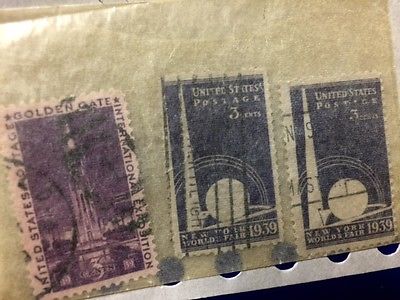 GOLDEN GATE
INTERNATIONAL EXPOSITION
UNITED STATES POSTAGE
3
UNITED STATES
POSTAGE
3 CENTS
NEW YORK 1939
WORLD'S FAIR
UNITED STATES
POSTAGE
3 CENTS
NEW YORK 1939
WORLD'S FAIR